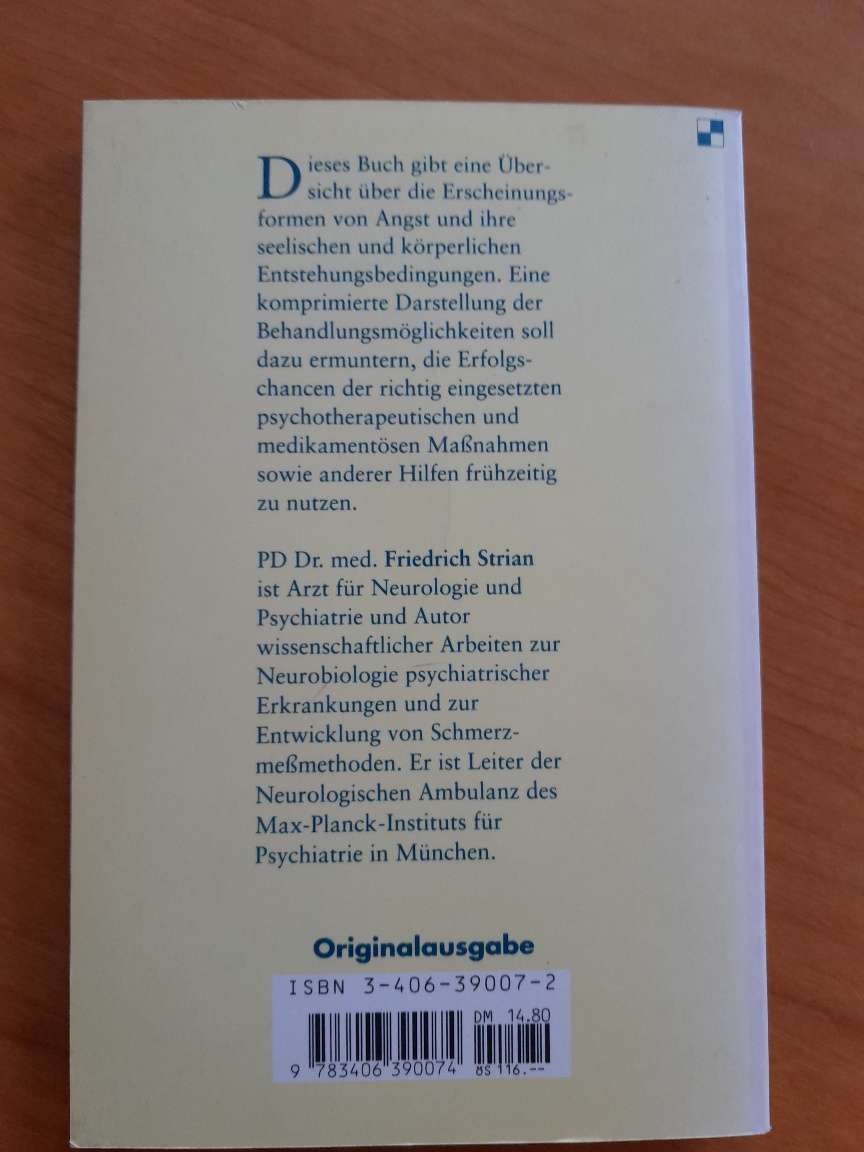 Dieses Buch gibt eine Über-
sicht über die Erscheinungs-
formen von Angst und ihre
seelischen und körperlichen
Entstehungsbedingungen. Eine
komprimierte Darstellung der
Behandlungsmöglichkeiten soll
dazu ermuntern, die Erfolgs-
chancen der richtig eingesetzten
psychotherapeutischen und
medikamentösen Maßnahmen
sowie anderer Hilfen frühzeitig
zu nutzen.
PD Dr. med. Friedrich Strian
ist Arzt für Neurologie und
Psychiatrie und Autor
wissenschaftlicher Arbeiten zur
Neurobiologie psychiatrischer
Erkrankungen und zur
Entwicklung von Schmerz-
meßmethoden. Er ist Leiter der
Neurologischen Ambulanz des
Max-Planck-Instituts für
Psychiatrie in München.
Originalausgabe
ISBN 3-406-39007-2
DM 14.80
9 783406 390074
öS 116.--